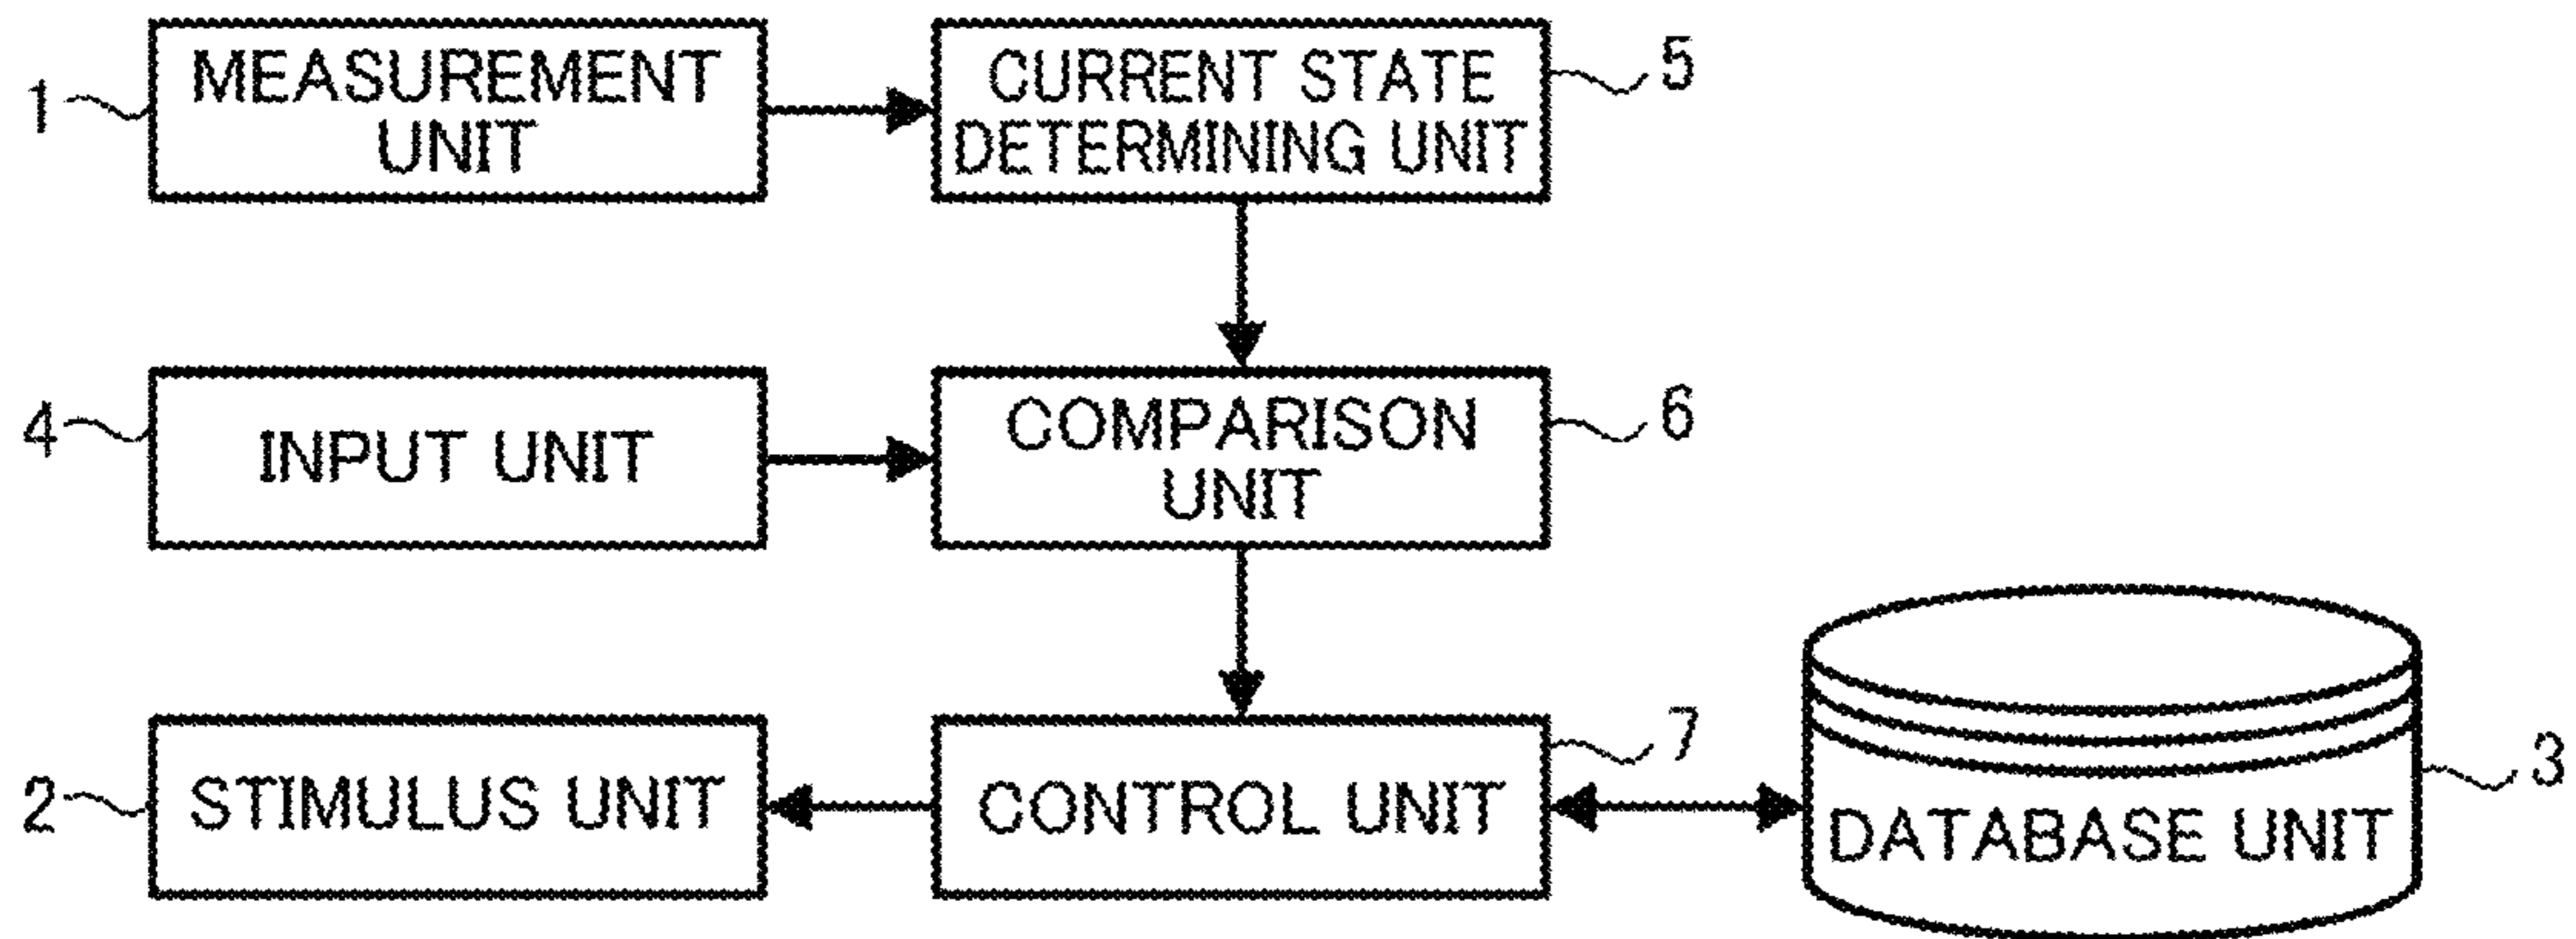 1
MEASUREMENT
UNIT
CURRENT STATE
DETERMINING UNIT
5
4
INPUT UNIT
COMPARISON
UNIT
6
2
STIMULUS UNIT
CONTROL UNIT
7
DATABASE UNIT
3